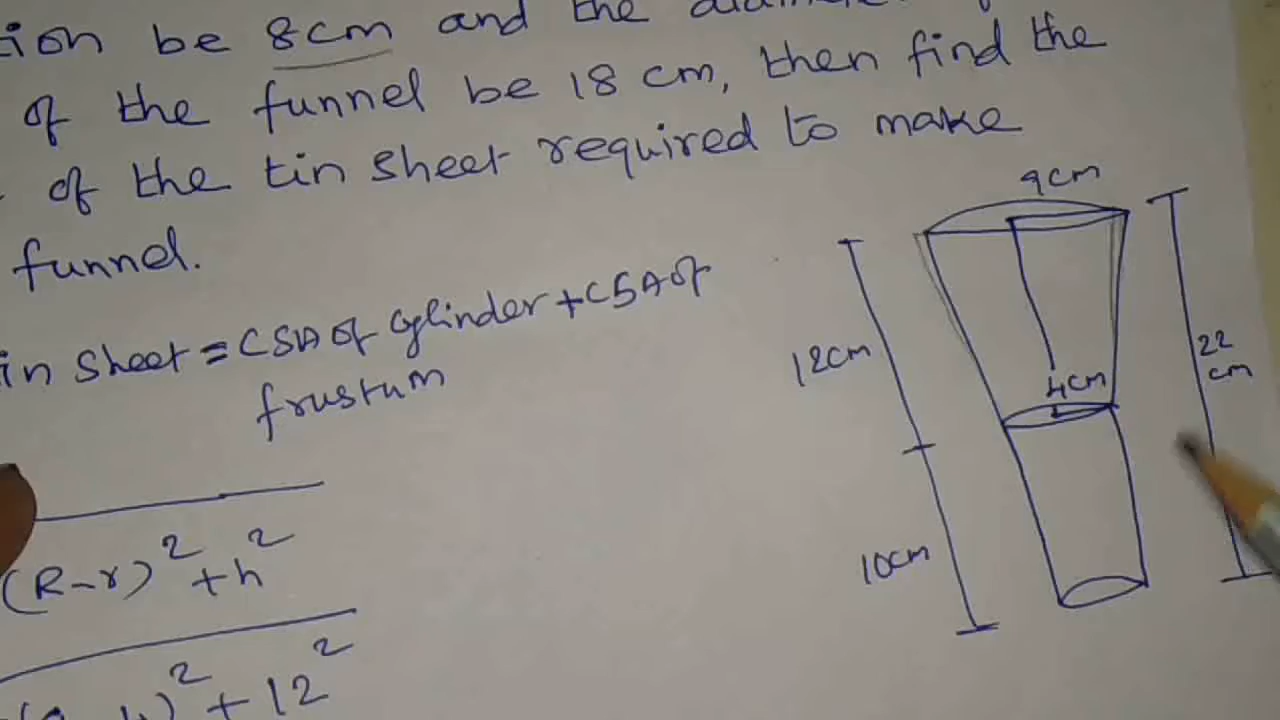 tion be 8cm and the
of the funnel be 18 cm, then find the
of the tin sheet required to make
funnel.
in Sheet = CSA of Cylinder + CSA of
frustum
(R-r)² + h²
)² + 12²
9cm
12cm
4cm
22
cm
10cm